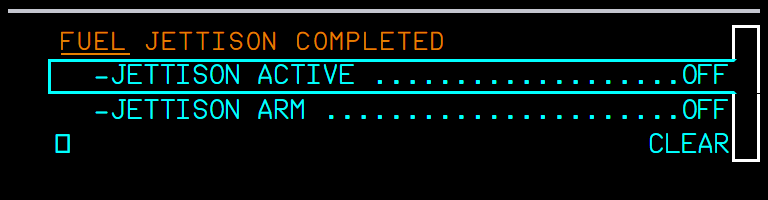 FUEL JETTISON COMPLETED
-JETTISON ACTIVE ...................OFF
-JETTISON ARM ......................OFF
CLEAR